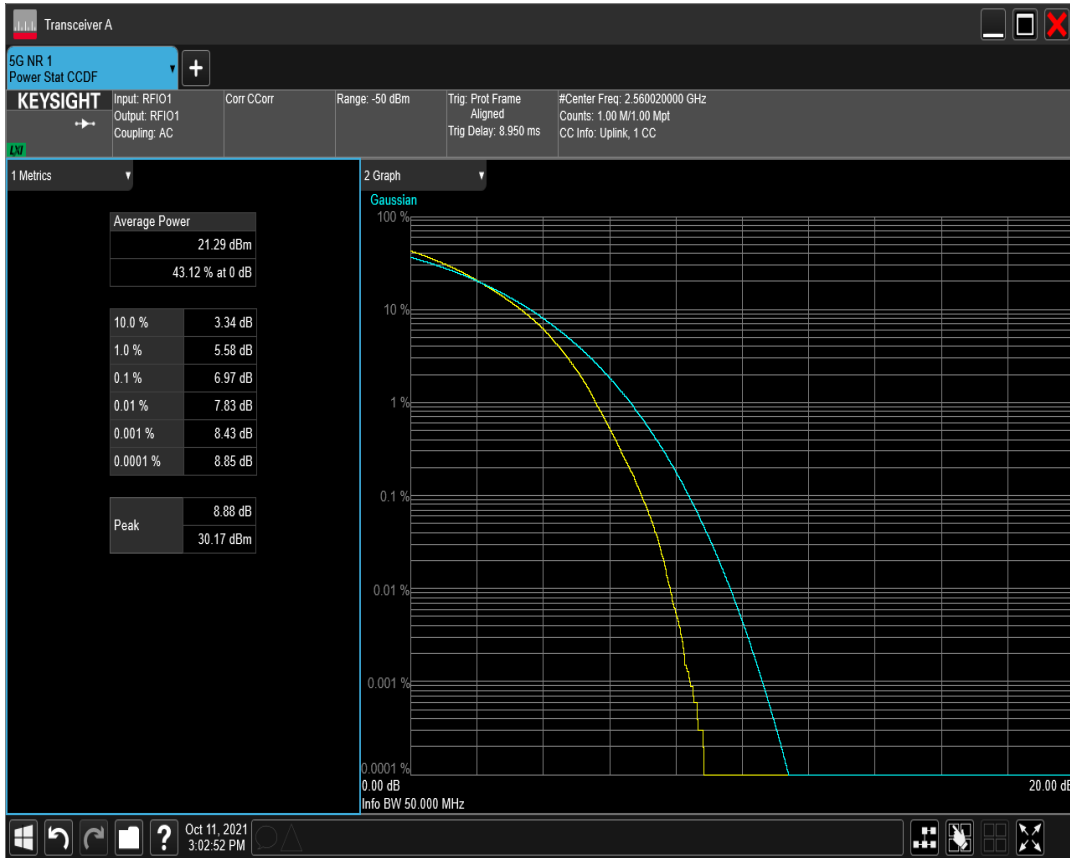 Transceiver A
5G NR 1
Power Stat CCDF
KEYSIGHT
LXI
Input: RFIO1
Output: RFIO1
Coupling: AC
Corr CCorr
Range: -50 dBm
Trig: Prot Frame
Aligned
Trig Delay: 8.950 ms
#Center Freq: 2.560020000 GHz
Counts: 1.00 M/1.00 Mpt
CC Info: Uplink, 1 CC
1 Metrics
Average Power
21.29 dBm
43.12 % at 0 dB
10.0 % 3.34 dB
1.0 % 5.58 dB
0.1 % 6.97 dB
0.01 % 7.83 dB
0.001 % 8.43 dB
0.0001 % 8.85 dB
Peak
8.88 dB
30.17 dBm
2 Graph
Gaussian
100 %
10 %
1 %
0.1 %
0.01 %
0.001 %
0.0001 %
0.00 dB 20.00 dB
Info BW 50.000 MHz
?
Oct 11, 2021
3:02:52 PM